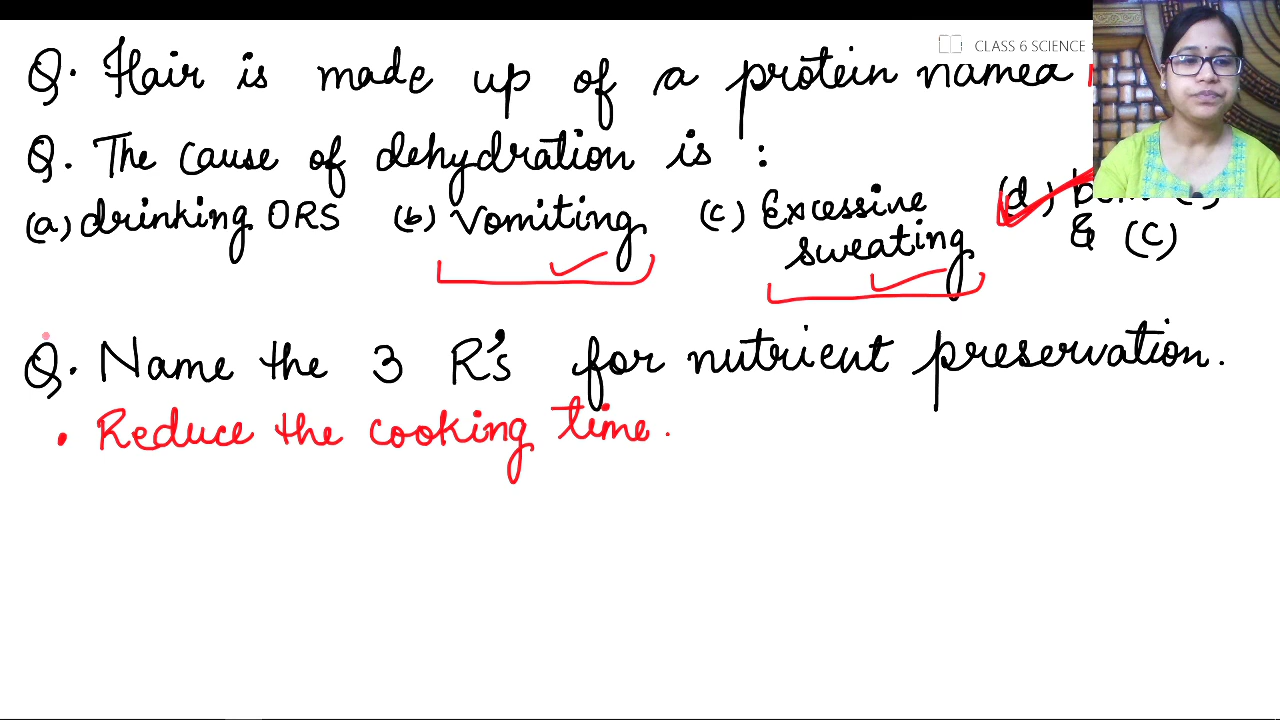 CLASS 6 SCIENCE
Q. Hair is made up of a protein named
Q. The cause of dehydration is :
(a) drinking ORS (b) Vomiting (c) Excessive sweating (d) & (C)
Q. Name the 3 R's for nutrient preservation.
• Reduce the cooking time.